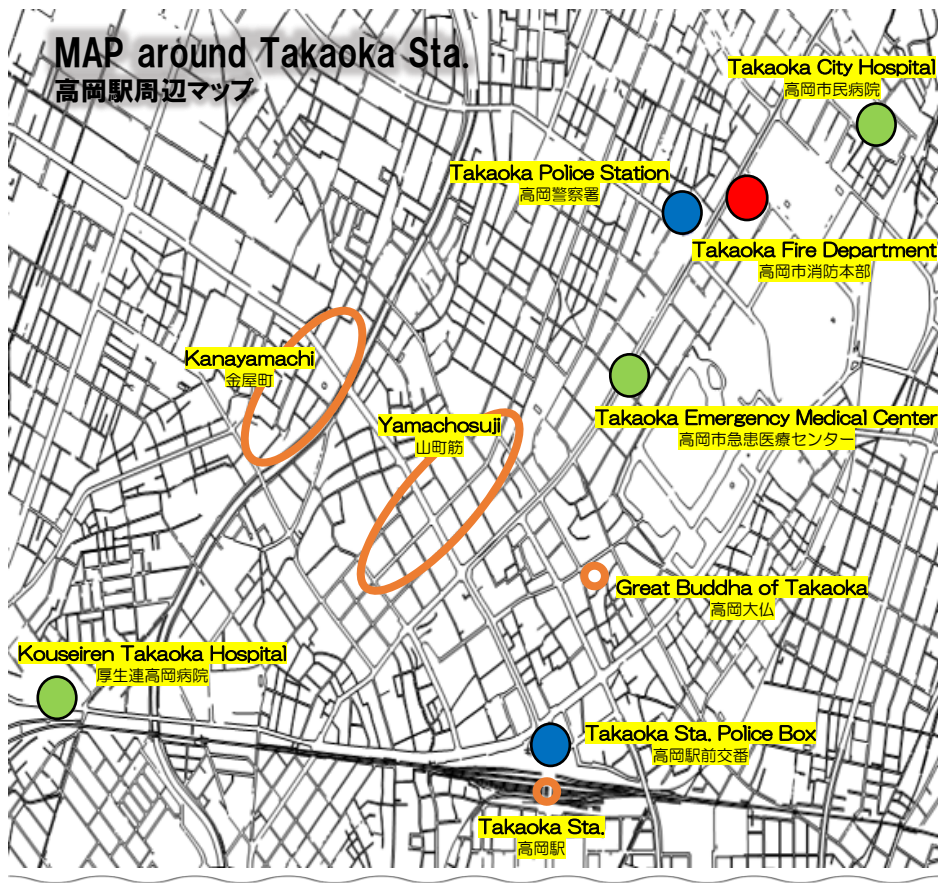 MAP around Takaoka Sta.
高岡駅周辺マップ
Takaoka City Hospital
高岡市民病院
Takaoka Police Station
高岡警察署
Takaoka Fire Department
高岡市消防本部
Kanayamachi
金屋町
Takaoka Emergency Medical Center
高岡市急患医療センター
Yamachosuji
山町筋
Great Buddha of Takaoka
高岡大仏
Kouseiren Takaoka Hospital
厚生連高岡病院
Takaoka Sta. Police Box
高岡駅前交番
Takaoka Sta.
高岡駅